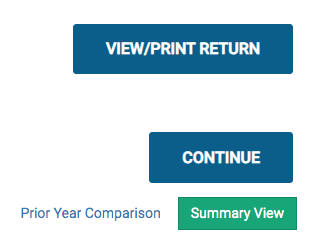 VIEW/PRINT RETURN
CONTINUE
Prior Year Comparison Summary View